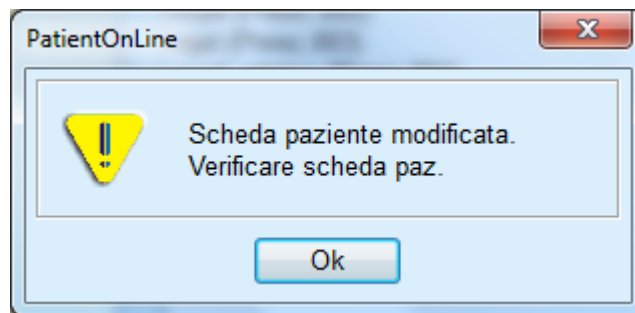 PatientOnLine
Scheda paziente modificata.
Verificare scheda paz.
Ok